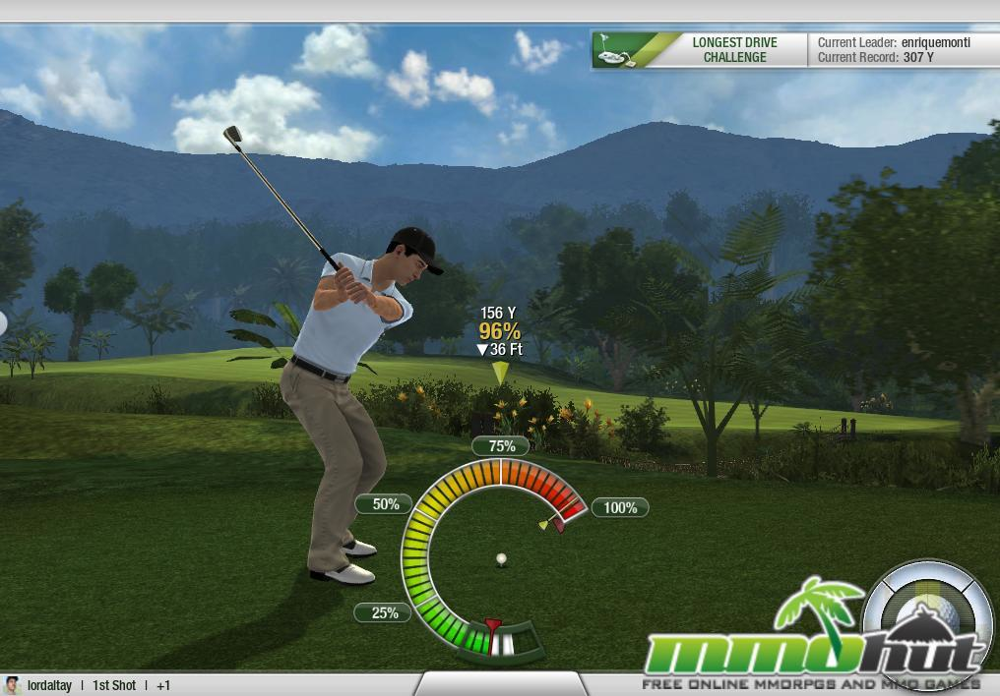 LONGEST DRIVE
CHALLENGE
Current Leader: enriquemonti
Current Record: 307 Y
156 Y
96%
▼36 Ft
75%
50%
100%
25%
mmohut
FREE ONLINE MMORPGS AND MMO GAMES
lordaltay | 1st Shot | +1